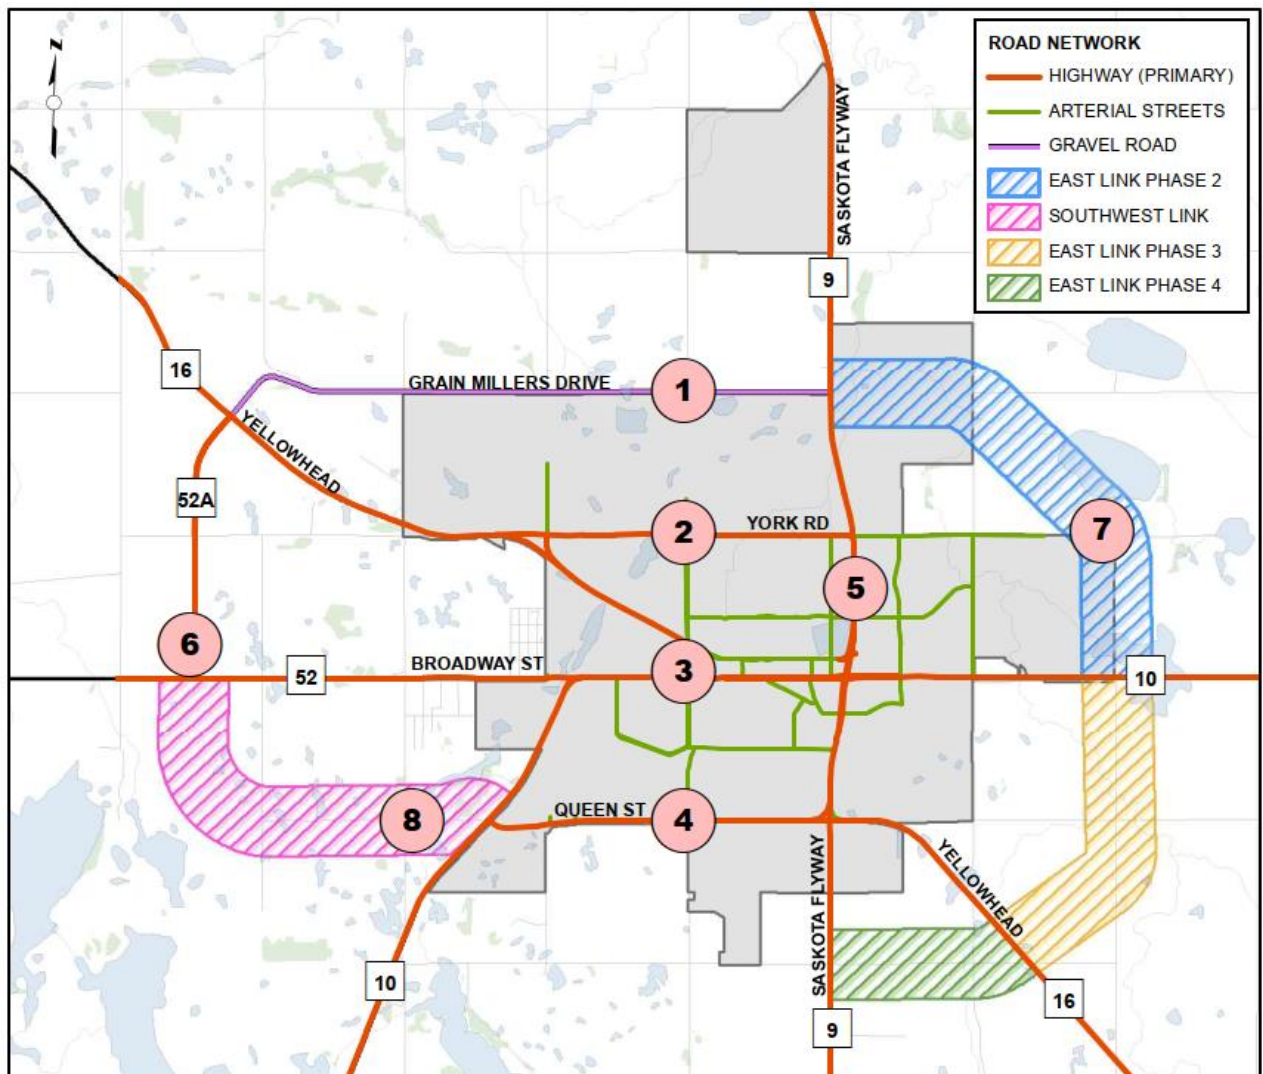 N
ROAD NETWORK
HIGHWAY (PRIMARY)
ARTERIAL STREETS
GRAVEL ROAD
EAST LINK PHASE 2
SOUTHWEST LINK
EAST LINK PHASE 3
EAST LINK PHASE 4
SASKOTA FLYWAY
9
16
GRAIN MILLERS DRIVE
1
YELLOWHEAD
52A
2
YORK RD
7
5
6
BROADWAY ST
3
52
10
8
QUEEN ST
4
YELLOWHEAD
SASKOTA FLYWAY
10
16
9